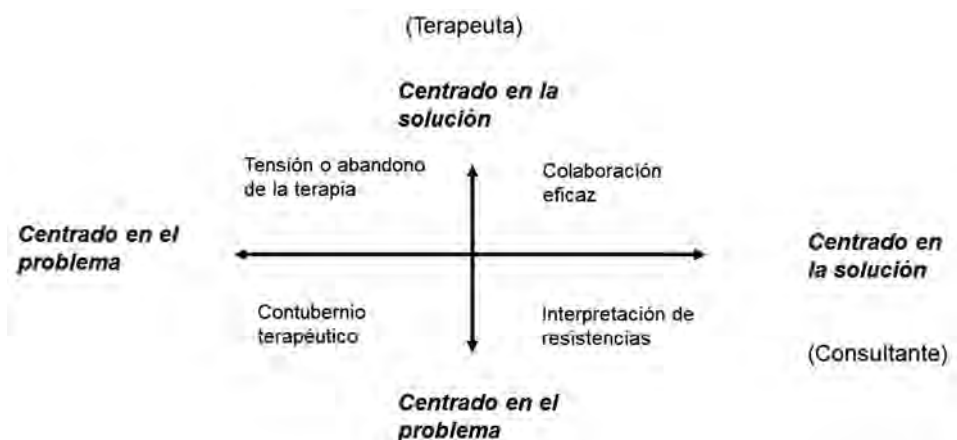 (Terapeuta)
Centrado en la
solución
Tensión o abandono
de la terapia
Colaboración
eficaz
Centrado en el
problema
Centrado en
la solución
Contubernio
terapéutico
Interpretación de
resistencias
(Consultante)
Centrado en el
problema